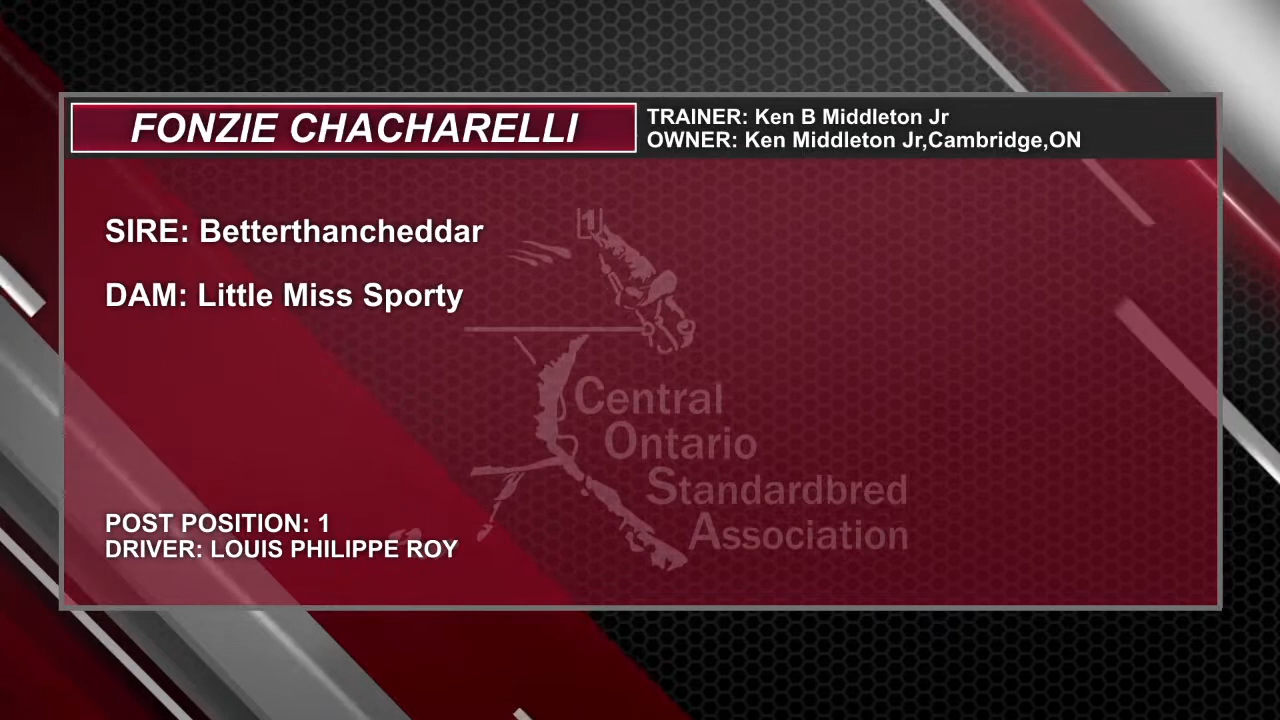 FONZIE CHACHARELLI
TRAINER: Ken B Middleton Jr
OWNER: Ken Middleton Jr,Cambridge,ON
SIRE: Betterthancheddar
DAM: Little Miss Sporty
1
Central
Ontario
Standardbred
Association
POST POSITION: 1
DRIVER: LOUIS PHILIPPE ROY